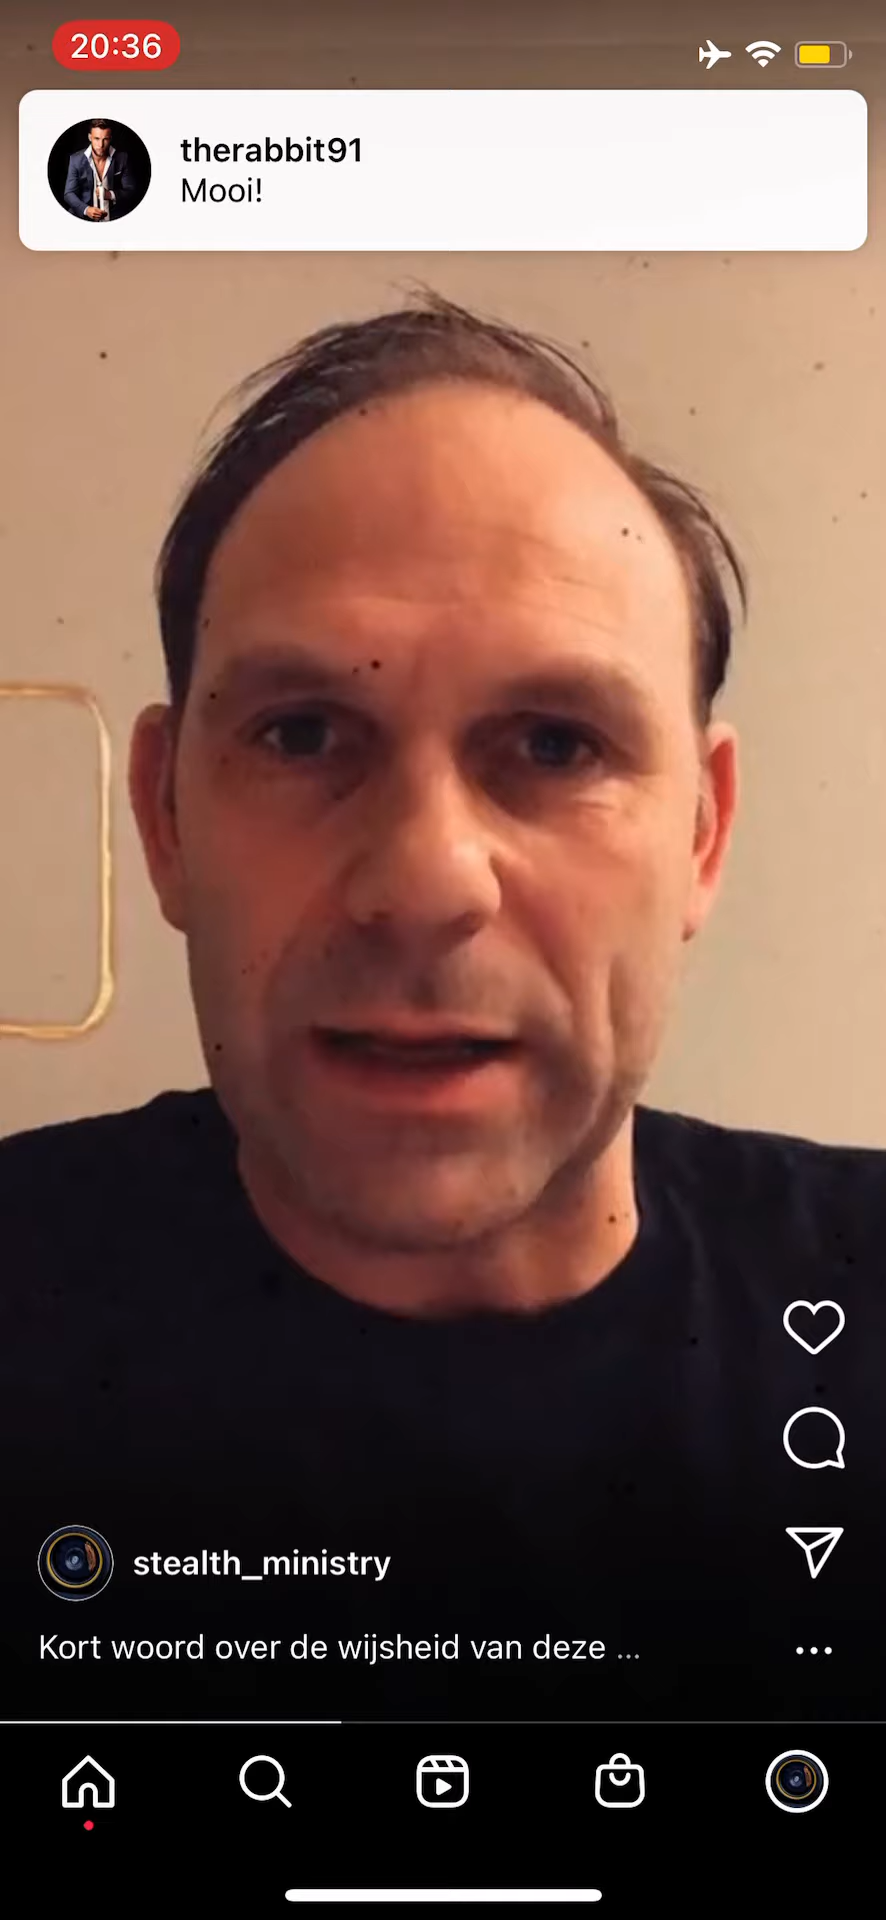 20:36
therabbit91
Mooi!
stealth_ministry
Kort woord over de wijsheid van deze ...